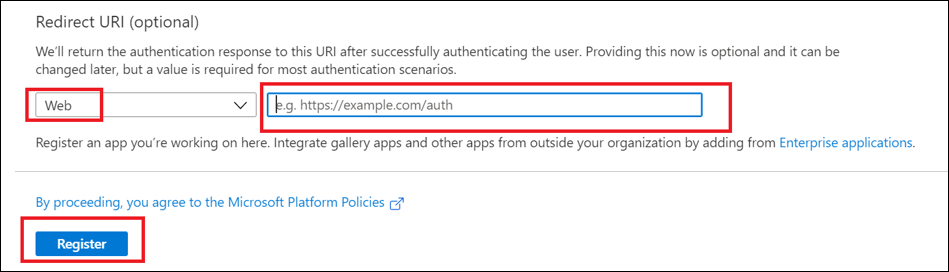 Redirect URI (optional)
We'll return the authentication response to this URI after successfully authenticating the user. Providing this now is optional and it can be
changed later, but a value is required for most authentication scenarios.
Web
e.g. https://example.com/auth
Register an app you're working on here. Integrate gallery apps and other apps from outside your organization by adding from Enterprise applications.
By proceeding, you agree to the Microsoft Platform Policies
Register